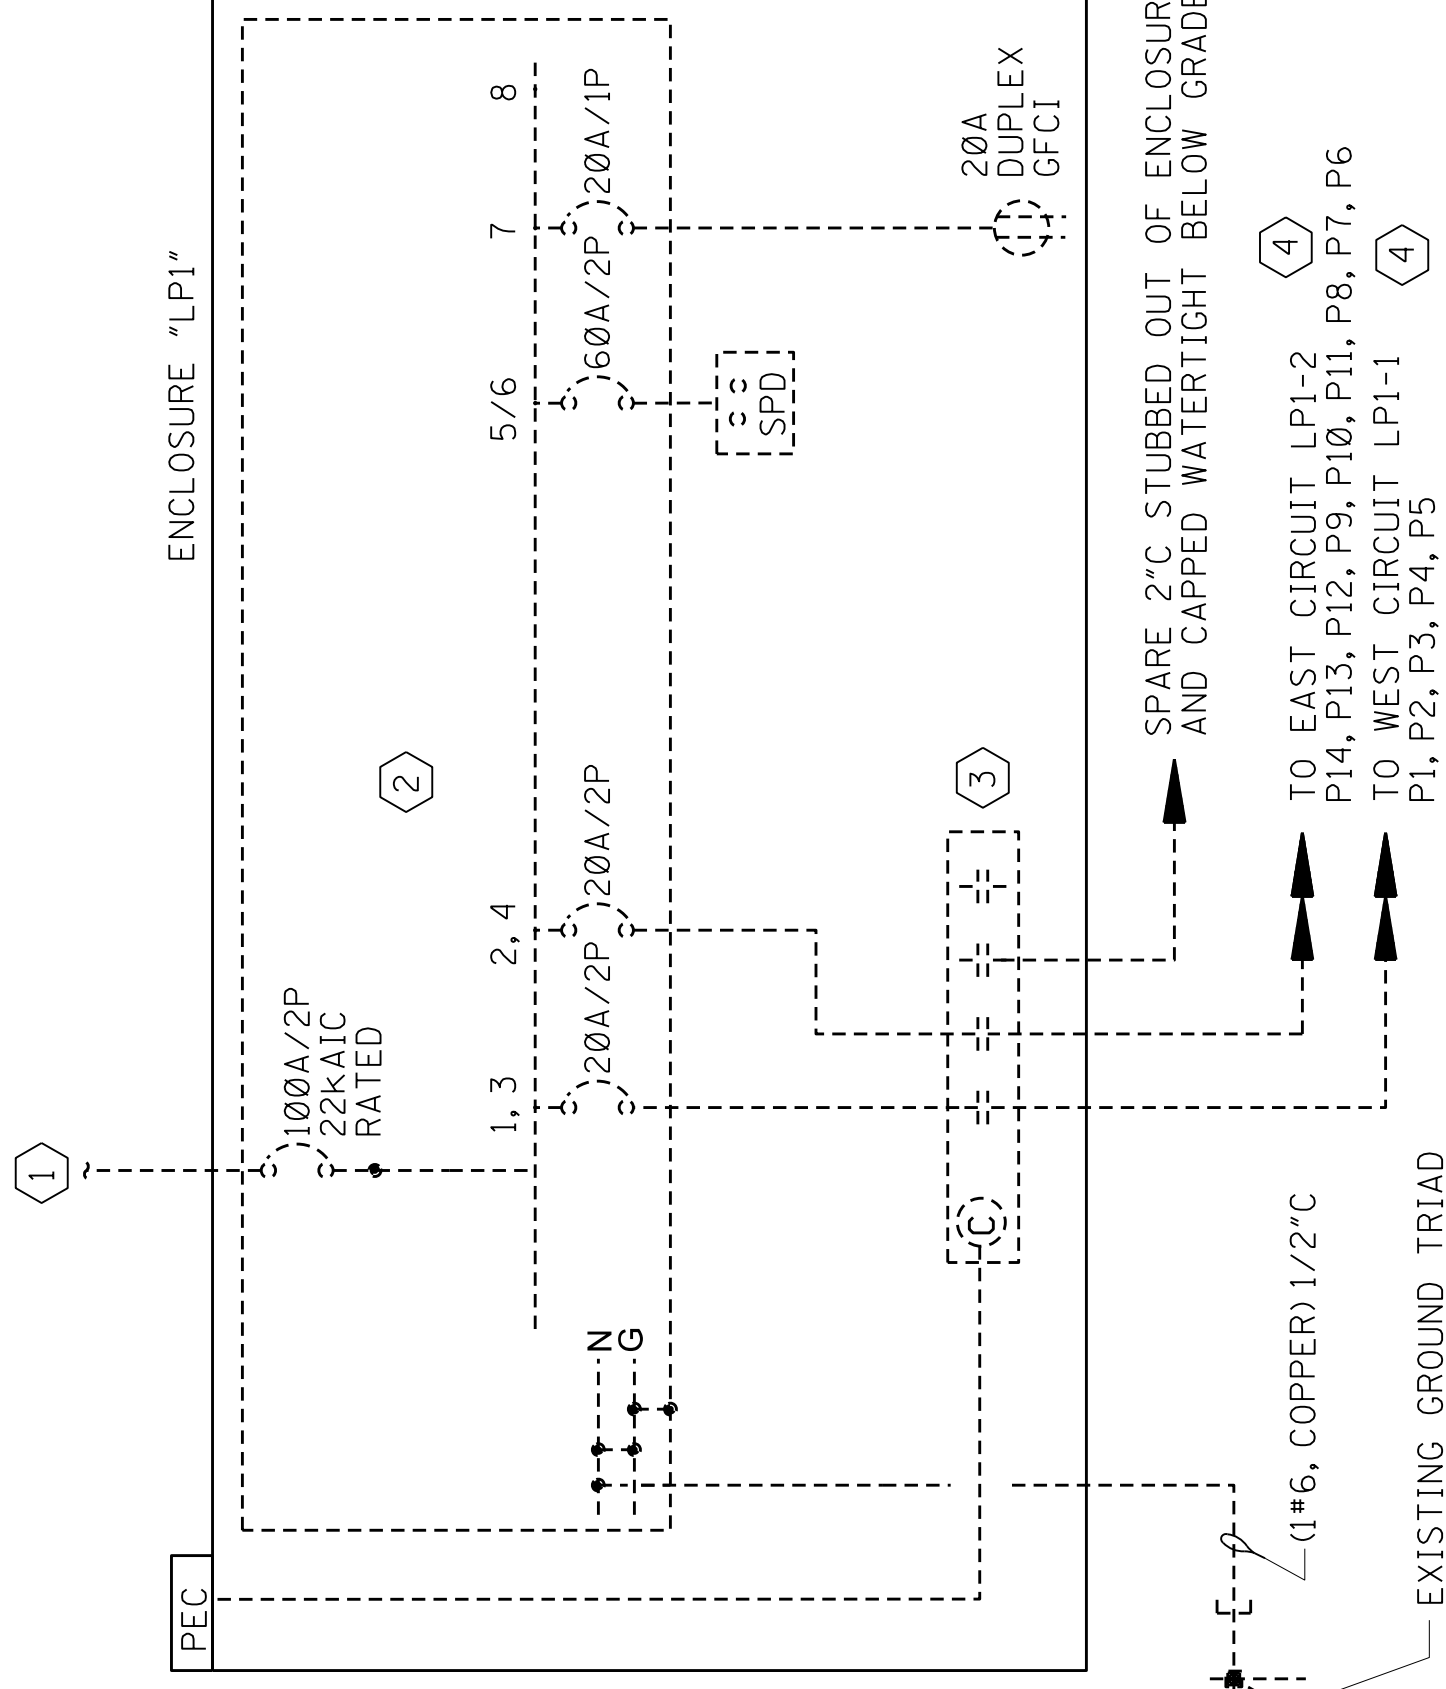 ENCLOSURE "LP1"
PEC
1
100A/2P
22kAIC
RATED
2
1,3
2,4
5/6
7
8
20A/2P
20A/2P
60A/2P
20A/1P
N
G
SPD
20A
DUPLEX
GFCI
C
3
SPARE 2"C STUBBED OUT OF ENCLOSUR
AND CAPPED WATERTIGHT BELOW GRADE
TO EAST CIRCUIT LP1-2
4
P14,P13,P12,P9,P10,P11,P8,P7,P6
TO WEST CIRCUIT LP1-1
4
P1,P2,P3,P4,P5
(1#6,COPPER)1/2"C
EXISTING GROUND TRIAD